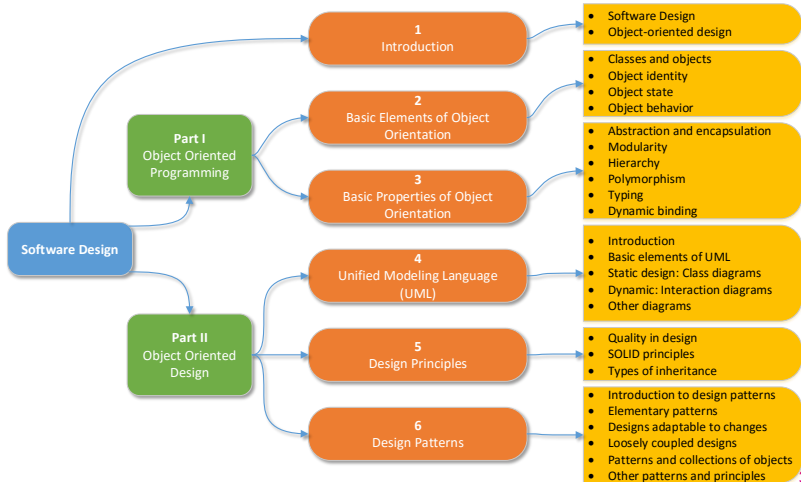 Software Design
Part I
Object Oriented
Programming
Part II
Object Oriented
Design
1
Introduction
• Software Design
• Object-oriented design
2
Basic Elements of Object
Orientation
• Classes and objects
• Object identity
• Object state
• Object behavior
3
Basic Properties of Object
Orientation
• Abstraction and encapsulation
• Modularity
• Hierarchy
• Polymorphism
• Typing
• Dynamic binding
4
Unified Modeling Language
(UML)
• Introduction
• Basic elements of UML
• Static design: Class diagrams
• Dynamic: Interaction diagrams
• Other diagrams
5
Design Principles
• Quality in design
• SOLID principles
• Types of inheritance
6
Design Patterns
• Introduction to design patterns
• Elementary patterns
• Designs adaptable to changes
• Loosely coupled designs
• Patterns and collections of objects
• Other patterns and principles